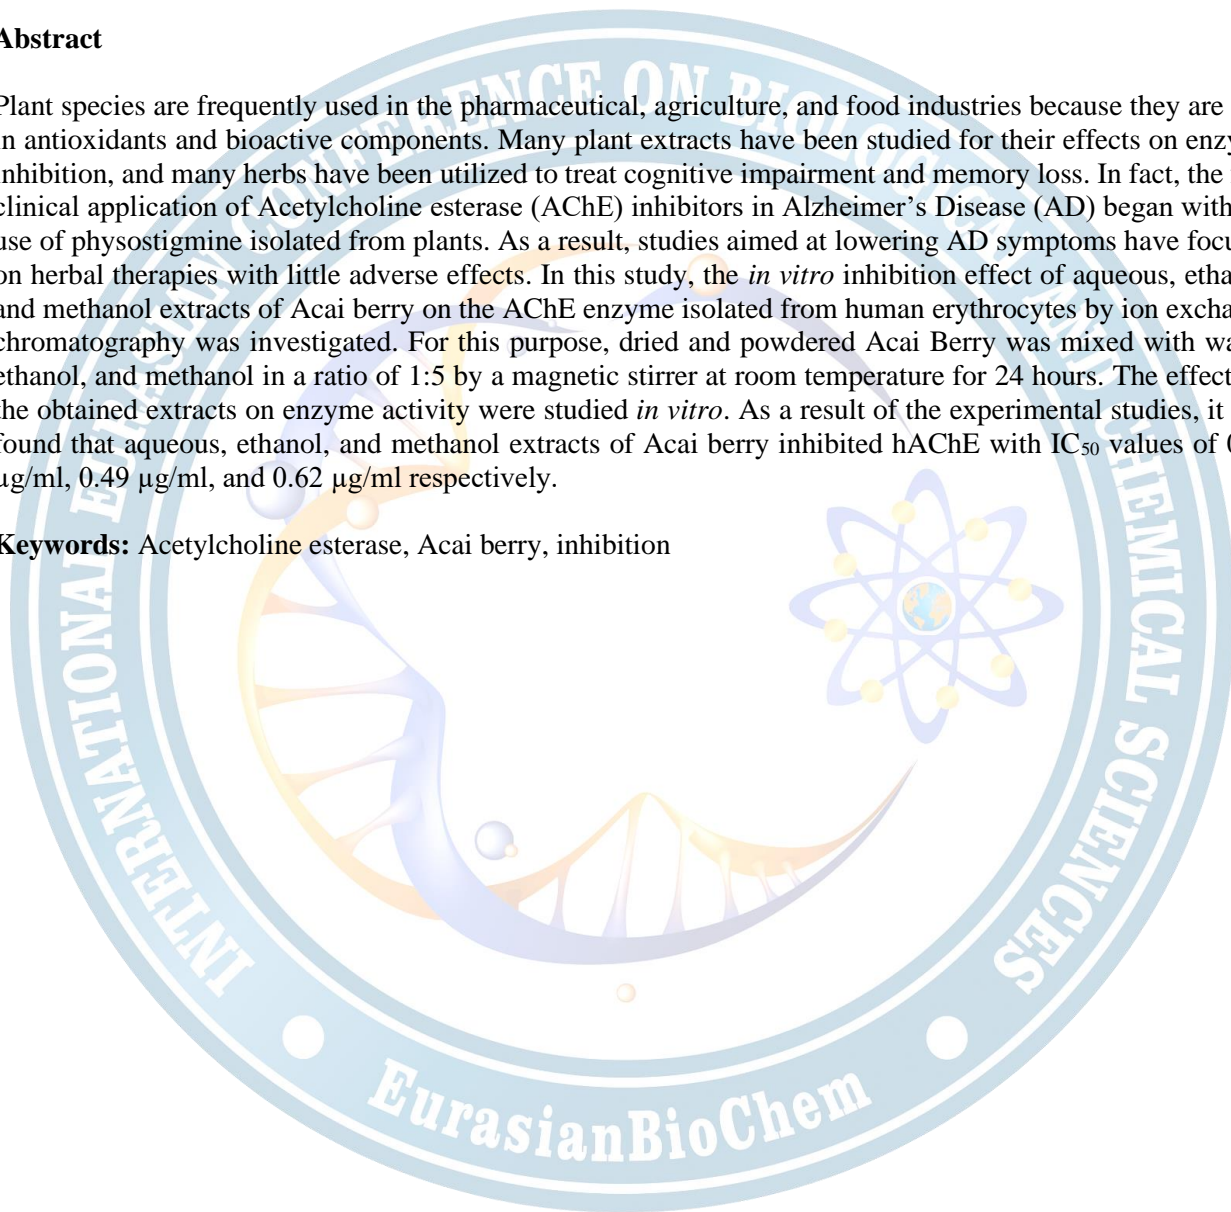 Abstract
Plant species are frequently used in the pharmaceutical, agriculture, and food industries because they are
in antioxidants and bioactive components. Many plant extracts have been studied for their effects on enzy
inhibition, and many herbs have been utilized to treat cognitive impairment and memory loss. In fact, the
clinical application of Acetylcholine esterase (AChE) inhibitors in Alzheimer’s Disease (AD) began with
use of physostigmine isolated from plants. As a result, studies aimed at lowering AD symptoms have focu
on herbal therapies with little adverse effects. In this study, the in vitro inhibition effect of aqueous, etha
and methanol extracts of Acai berry on the AChE enzyme isolated from human erythrocytes by ion excha
chromatography was investigated. For this purpose, dried and powdered Acai Berry was mixed with wa
ethanol, and methanol in a ratio of 1:5 by a magnetic stirrer at room temperature for 24 hours. The effect
the obtained extracts on enzyme activity were studied in vitro. As a result of the experimental studies, it
found that aqueous, ethanol, and methanol extracts of Acai berry inhibited hAChE with IC50 values of 0
µg/ml, 0.49 µg/ml, and 0.62 µg/ml respectively.
Keywords: Acetylcholine esterase, Acai berry, inhibition
INTERNATIONAL EURASIAN CONFERENCE ON BIOLOGICAL AND CHEMICAL SCIENCES
EurasianBioChem